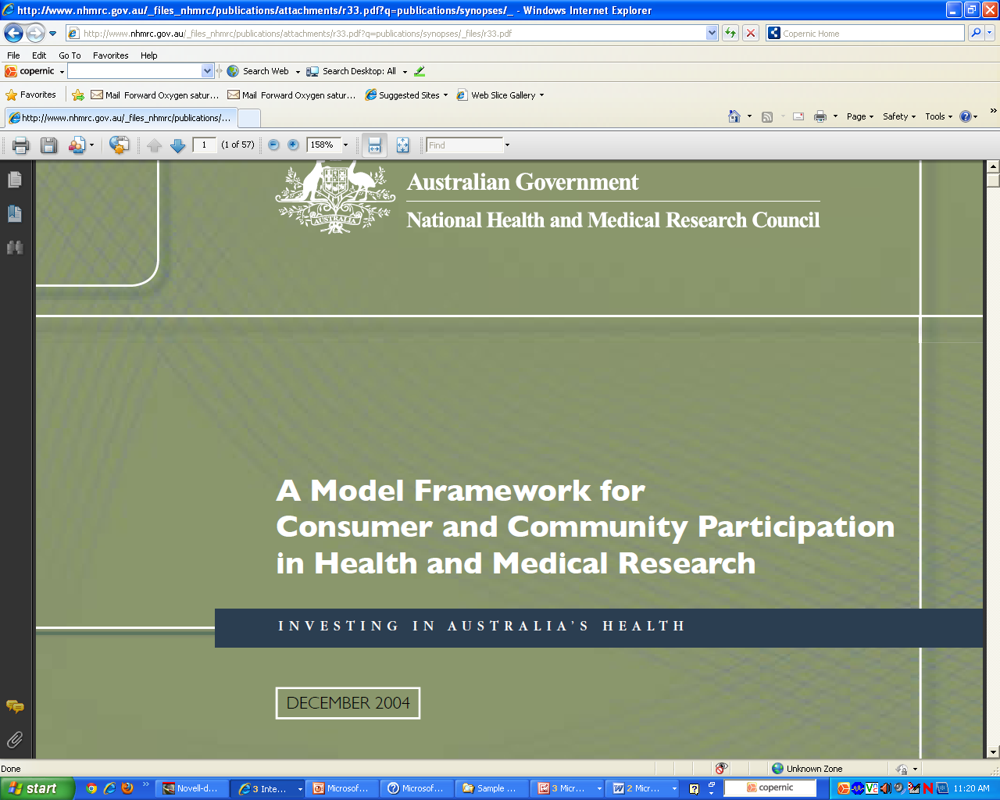 http://www.nhmrc.gov.au/_files_nhmrc/publications/attachments/r33.pdf?q=publications/synopses/_ - Windows Internet Explorer
http://www.nhmrc.gov.au/_files_nhmrc/publications/attachments/r33.pdf?q=publications/synopses/_files/r33.pdf
Copernic Home
File Edit Go To Favorites Help
copernic Search Web Search Desktop: All
Favorites Mail Forward Oxygen satur... Mail Forward Oxygen satur... Suggested Sites Web Slice Gallery
http://www.nhmrc.gov.au/_files_nhmrc/publications/... Page Safety Tools
1 (1 of 57) 158% Find
Australian Government
National Health and Medical Research Council
AUSTRALIA
A Model Framework for
Consumer and Community Participation
in Health and Medical Research
INVESTING IN AUSTRALIA'S HEALTH
DECEMBER 2004
Done Unknown Zone
start Novell-d... 3 Inte... Microsof... Microsof... Sample ... 3 Micr... 2 Micr... copernic 11:20 AM